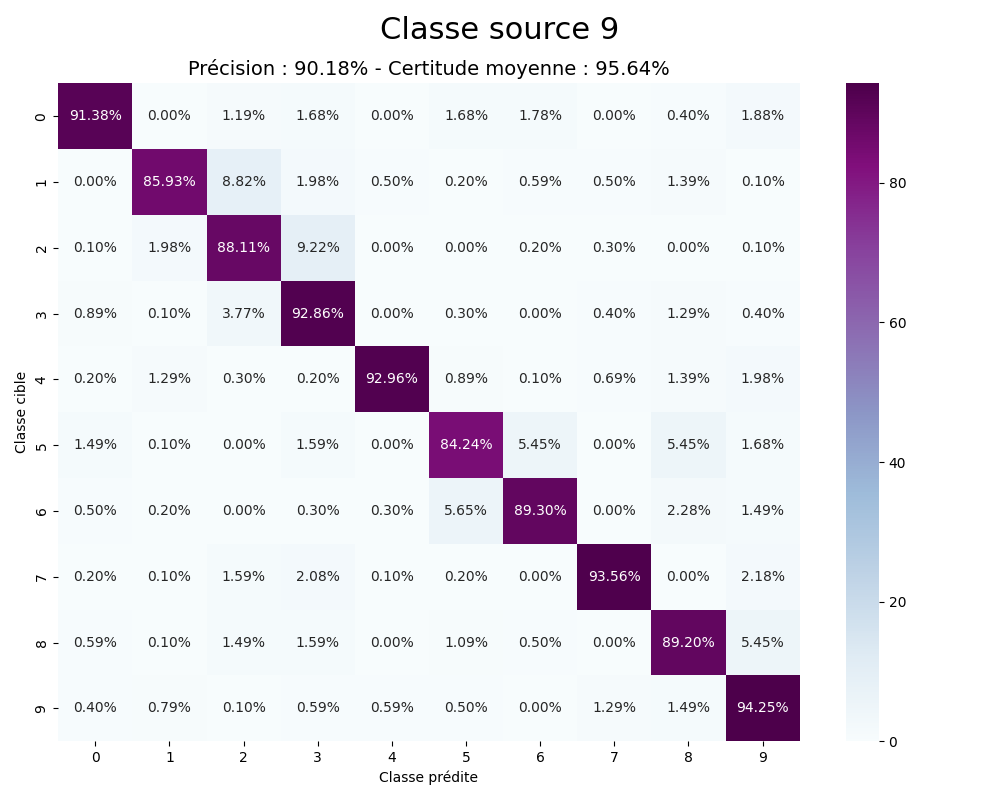 Classe source 9
Précision : 90.18% - Certitude moyenne : 95.64%
0 91.38% 0.00% 1.19% 1.68% 0.00% 1.68% 1.78% 0.00% 0.40% 1.88%
1 0.00% 85.93% 8.82% 1.98% 0.50% 0.20% 0.59% 0.50% 1.39% 0.10%
2 0.10% 1.98% 88.11% 9.22% 0.00% 0.00% 0.20% 0.30% 0.00% 0.10%
3 0.89% 0.10% 3.77% 92.86% 0.00% 0.30% 0.00% 0.40% 1.29% 0.40%
4 0.20% 1.29% 0.30% 0.20% 92.96% 0.89% 0.10% 0.69% 1.39% 1.98%
5 1.49% 0.10% 0.00% 1.59% 0.00% 84.24% 5.45% 0.00% 5.45% 1.68%
6 0.50% 0.20% 0.00% 0.30% 0.30% 5.65% 89.30% 0.00% 2.28% 1.49%
7 0.20% 0.10% 1.59% 2.08% 0.10% 0.20% 0.00% 93.56% 0.00% 2.18%
8 0.59% 0.10% 1.49% 1.59% 0.00% 1.09% 0.50% 0.00% 89.20% 5.45%
9 0.40% 0.79% 0.10% 0.59% 0.59% 0.50% 0.00% 1.29% 1.49% 94.25%
0 1 2 3 4 5 6 7 8 9
Classe prédite
Classe cible
80
60
40
20
0